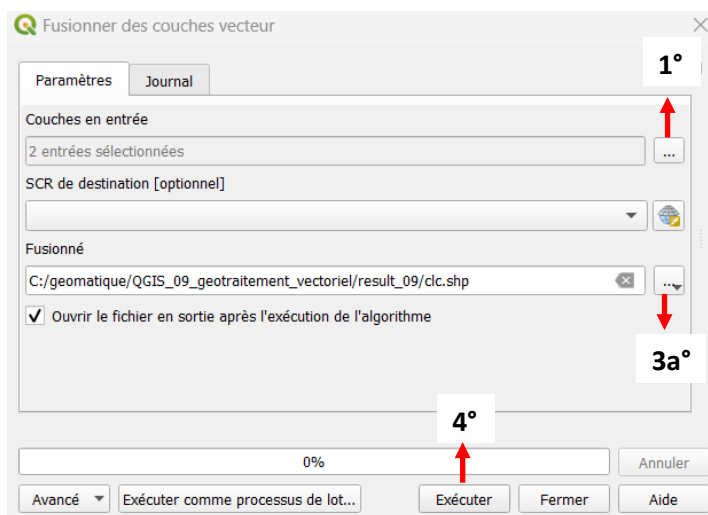 Fusionner des couches vecteur
1°
Paramètres Journal
Couches en entrée
2 entrées sélectionnées ...
SCR de destination [optionnel]
Fusionné
C:/geomatique/QGIS_09_geotraitement_vectoriel/result_09/clc.shp ...
Ouvrir le fichier en sortie après l'exécution de l'algorithme
3a°
4°
0% Annuler
Avancé Exécuter comme processus de lot... Exécuter Fermer Aide